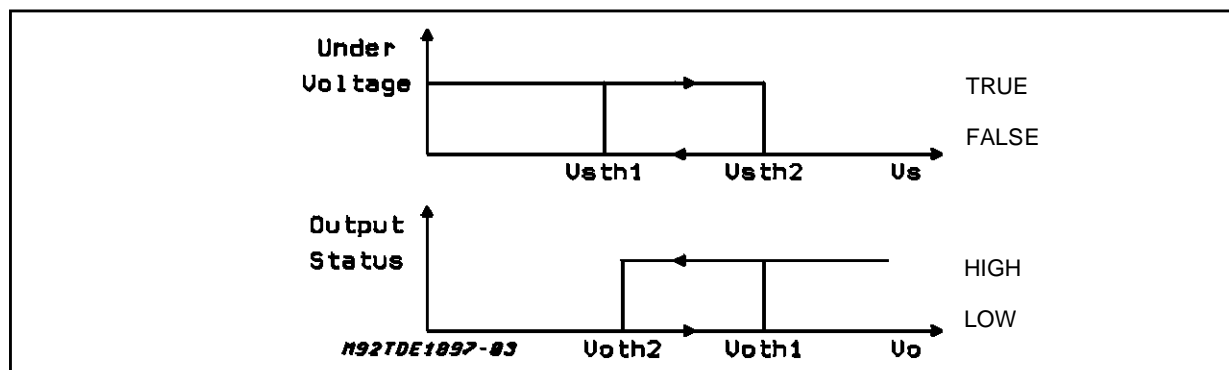 Under
Voltage
TRUE
FALSE
Vsth1 Vsth2 Vs
Output
Status
HIGH
LOW
M92TDE1897-03 Voth2 Voth1 Vo